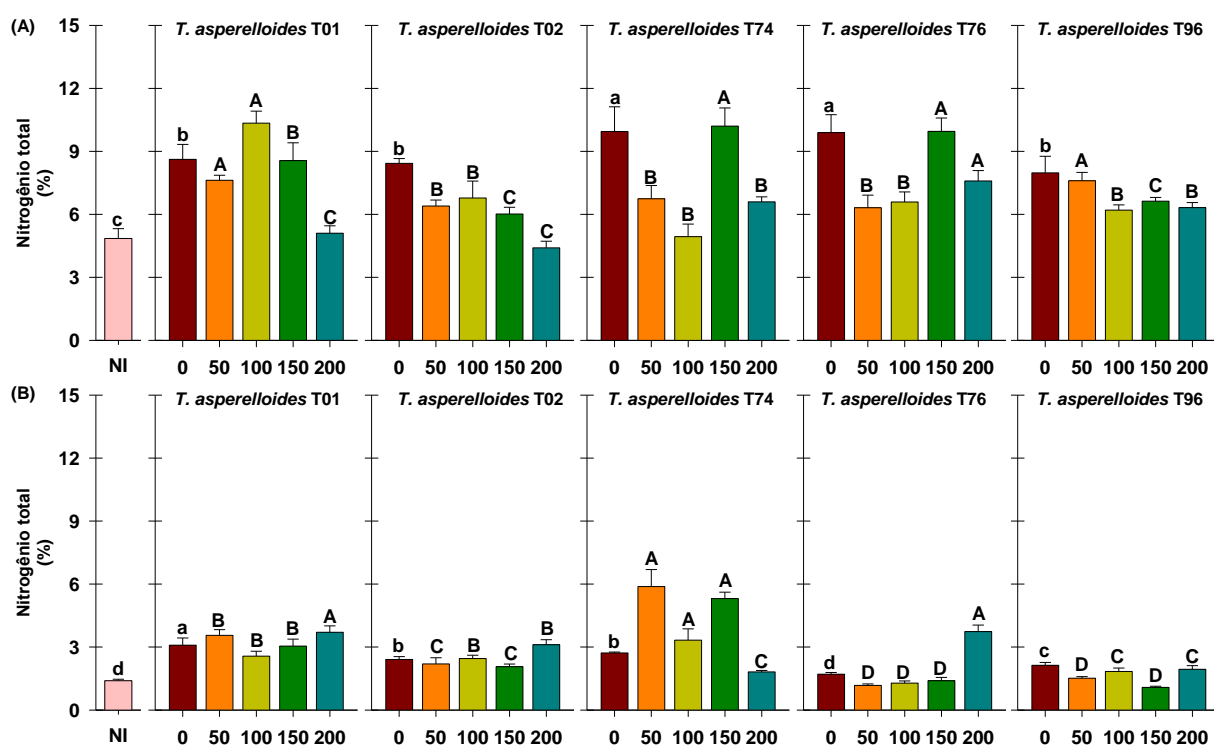 (A)
T. asperelloides T01 T. asperelloides T02 T. asperelloides T74 T. asperelloides T76 T. asperelloides T96
Nitrogênio total
(%)
15
12
9
6
3
0
c
b A A B C
b B B C C
a B B A B
a B B A A
b A B C B
NI 0 50 100 150 200 0 50 100 150 200 0 50 100 150 200 0 50 100 150 200 0 50 100 150 200
(B)
T. asperelloides T01 T. asperelloides T02 T. asperelloides T74 T. asperelloides T76 T. asperelloides T96
Nitrogênio total
(%)
15
12
9
6
3
0
d
a B B B A
b C B C B
b A A A C
d D D D A
c D C D C
NI 0 50 100 150 200 0 50 100 150 200 0 50 100 150 200 0 50 100 150 200 0 50 100 150 200